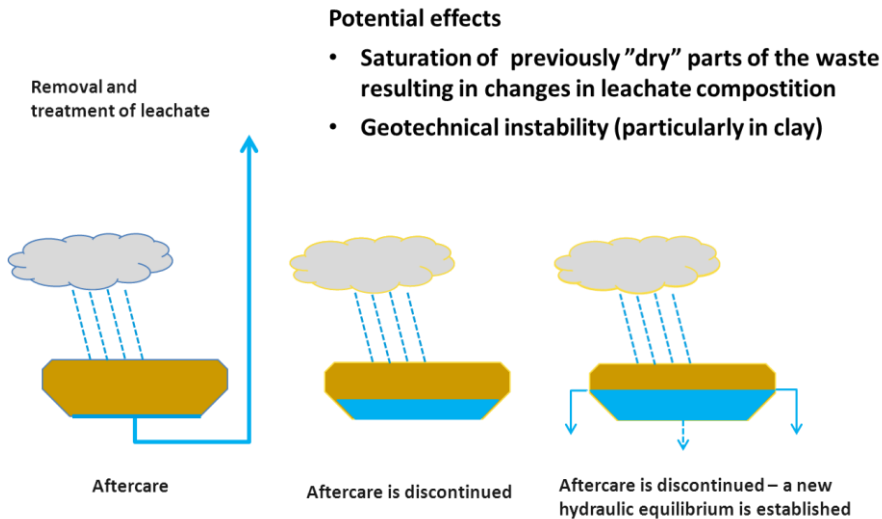 Potential effects
• Saturation of previously ”dry” parts of the waste
resulting in changes in leachate compostition
• Geotechnical instability (particularly in clay)
Removal and
treatment of leachate
Aftercare
Aftercare is discontinued
Aftercare is discontinued – a new
hydraulic equilibrium is established